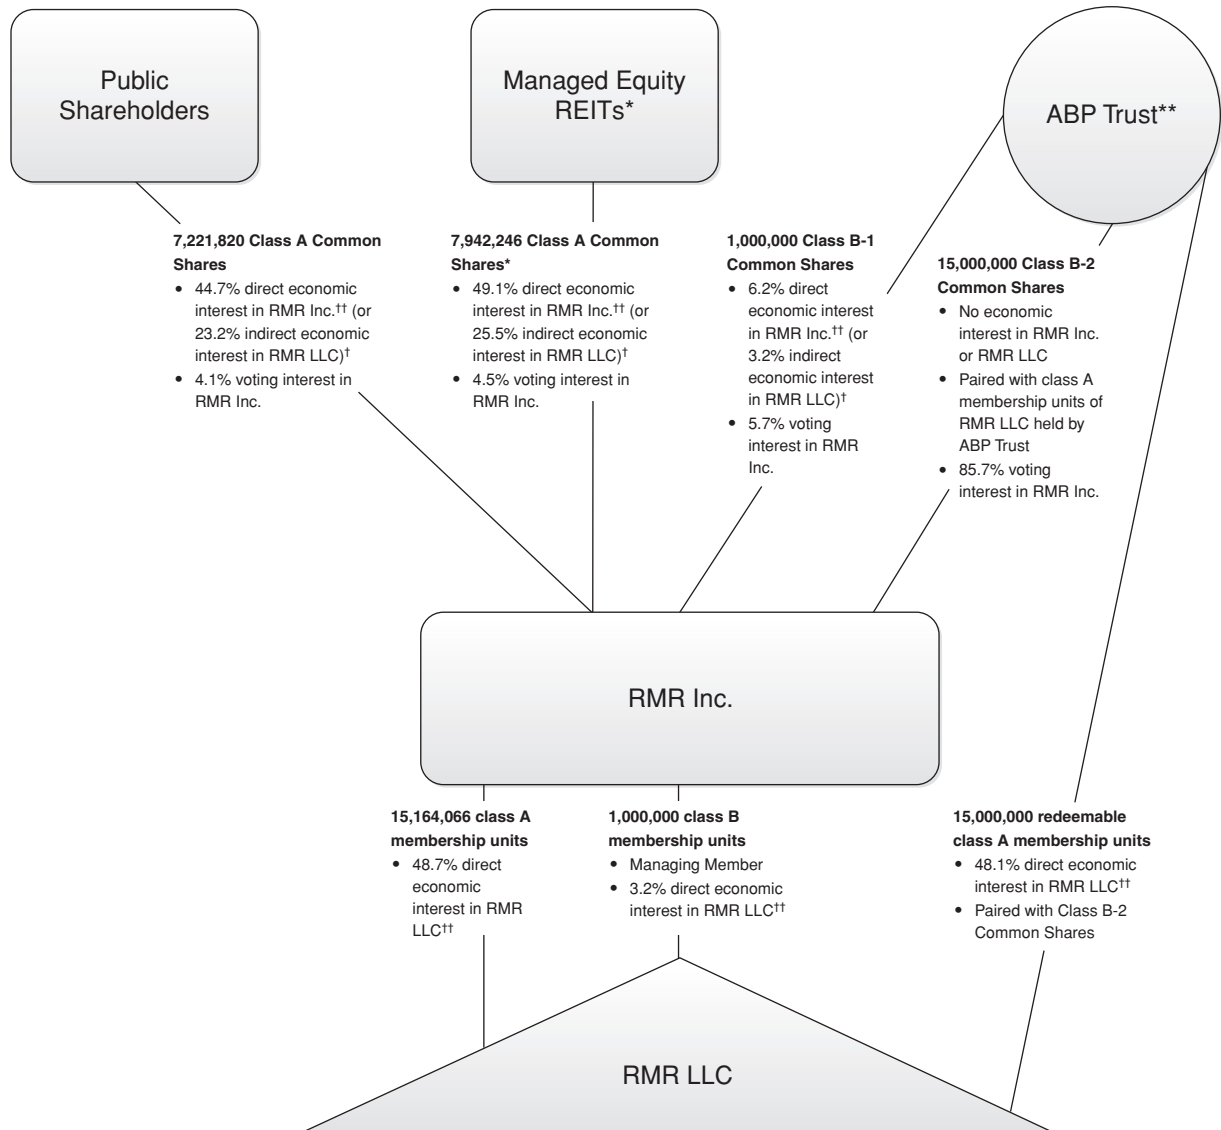 Public
Shareholders
Managed Equity
REITs*
ABP Trust**
7,221,820 Class A Common
Shares
• 44.7% direct economic
interest in RMR Inc.†† (or
23.2% indirect economic
interest in RMR LLC)†
• 4.1% voting interest in
RMR Inc.
7,942,246 Class A Common
Shares*
• 49.1% direct economic
interest in RMR Inc.†† (or
25.5% indirect economic
interest in RMR LLC)†
• 4.5% voting interest in
RMR Inc.
1,000,000 Class B-1
Common Shares
• 6.2% direct
economic interest
in RMR Inc.†† (or
3.2% indirect
economic interest
in RMR LLC)†
• 5.7% voting
interest in RMR
Inc.
15,000,000 Class B-2
Common Shares
• No economic
interest in RMR Inc.
or RMR LLC
• Paired with class A
membership units of
RMR LLC held by
ABP Trust
• 85.7% voting
interest in RMR Inc.
RMR Inc.
15,164,066 class A
membership units
• 48.7% direct
economic
interest in RMR
LLC††
1,000,000 class B
membership units
• Managing Member
• 3.2% direct economic
interest in RMR LLC††
15,000,000 redeemable
class A membership units
• 48.1% direct economic
interest in RMR LLC††
• Paired with Class B-2
Common Shares
RMR LLC